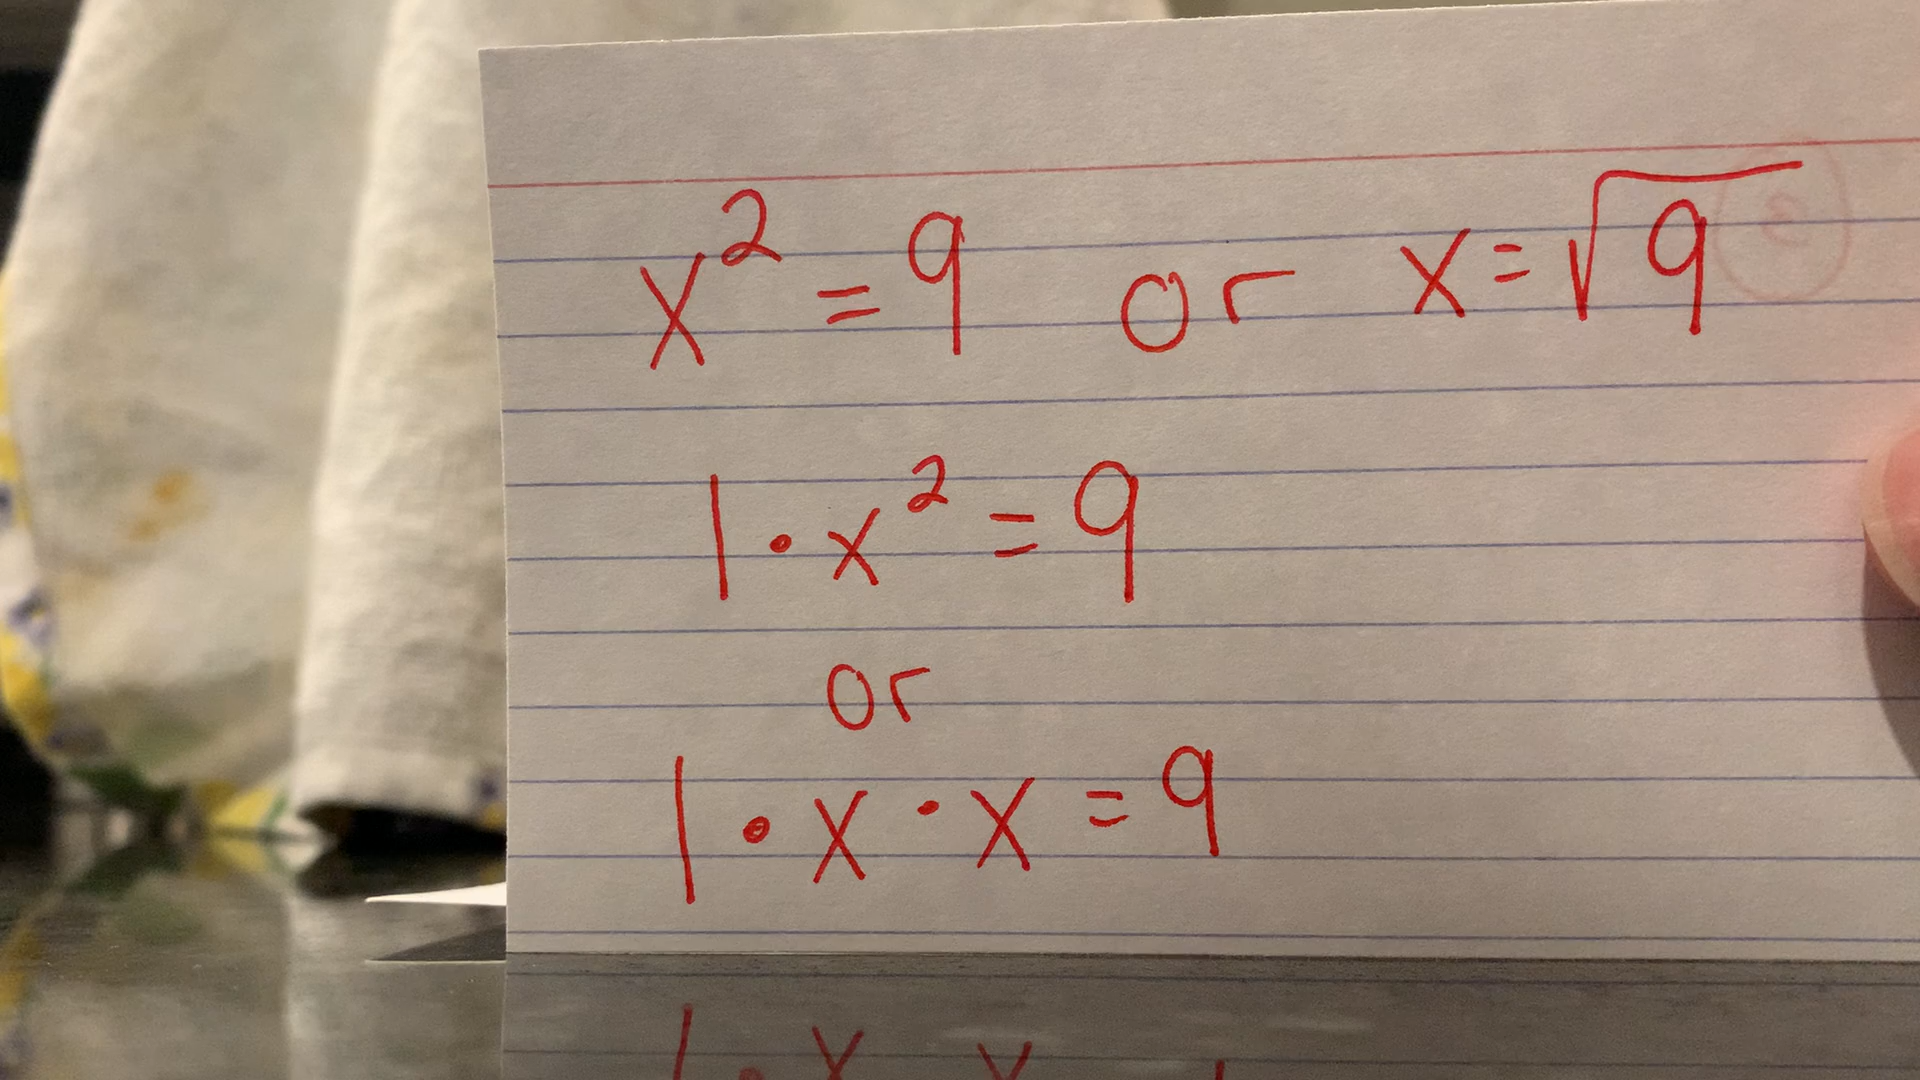 x² = 9 or x = √9
1 · x² = 9
or
1 · x · x = 9